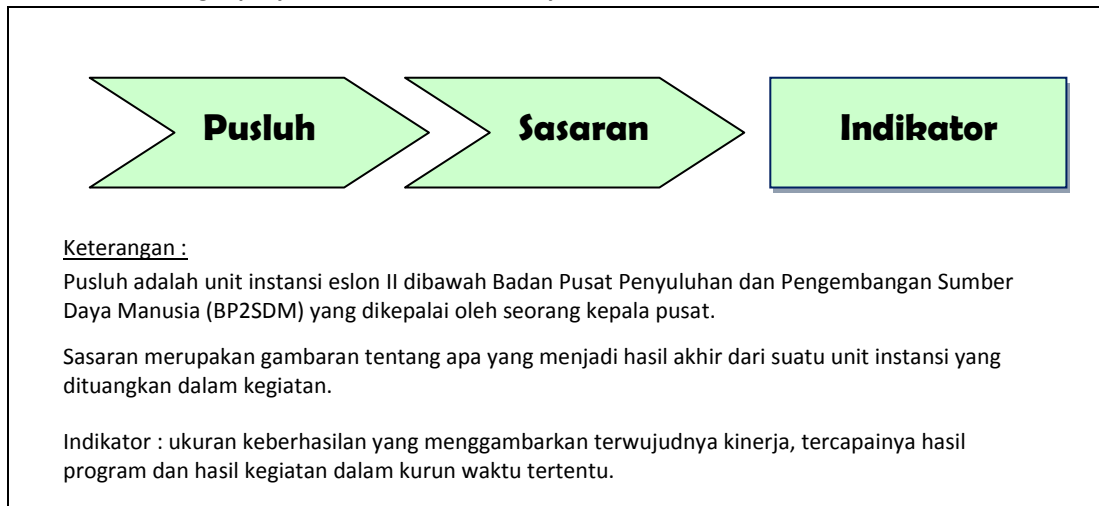 Pusluh
Sasaran
Indikator
Keterangan :
Pusluh adalah unit instansi eslon II dibawah Badan Pusat Penyuluhan dan Pengembangan Sumber
Daya Manusia (BP2SDM) yang dikepalai oleh seorang kepala pusat.
Sasaran merupakan gambaran tentang apa yang menjadi hasil akhir dari suatu unit instansi yang
dituangkan dalam kegiatan.
Indikator : ukuran keberhasilan yang menggambarkan terwujudnya kinerja, tercapainya hasil
program dan hasil kegiatan dalam kurun waktu tertentu.